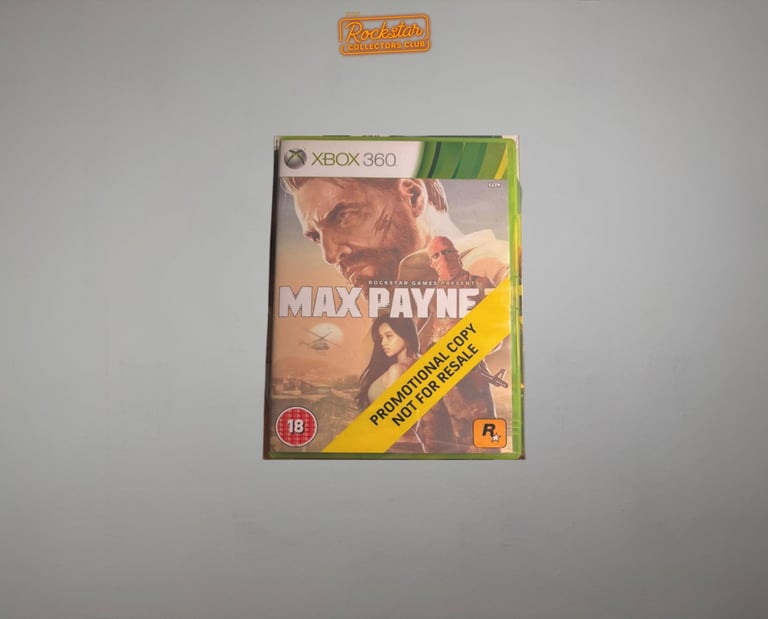 Rockstar
COLLECTORS CLUB
XBOX 360
ROCKSTAR GAMES PRESENTS
MAX PAYNE
PROMOTIONAL COPY
NOT FOR RESALE
18
R